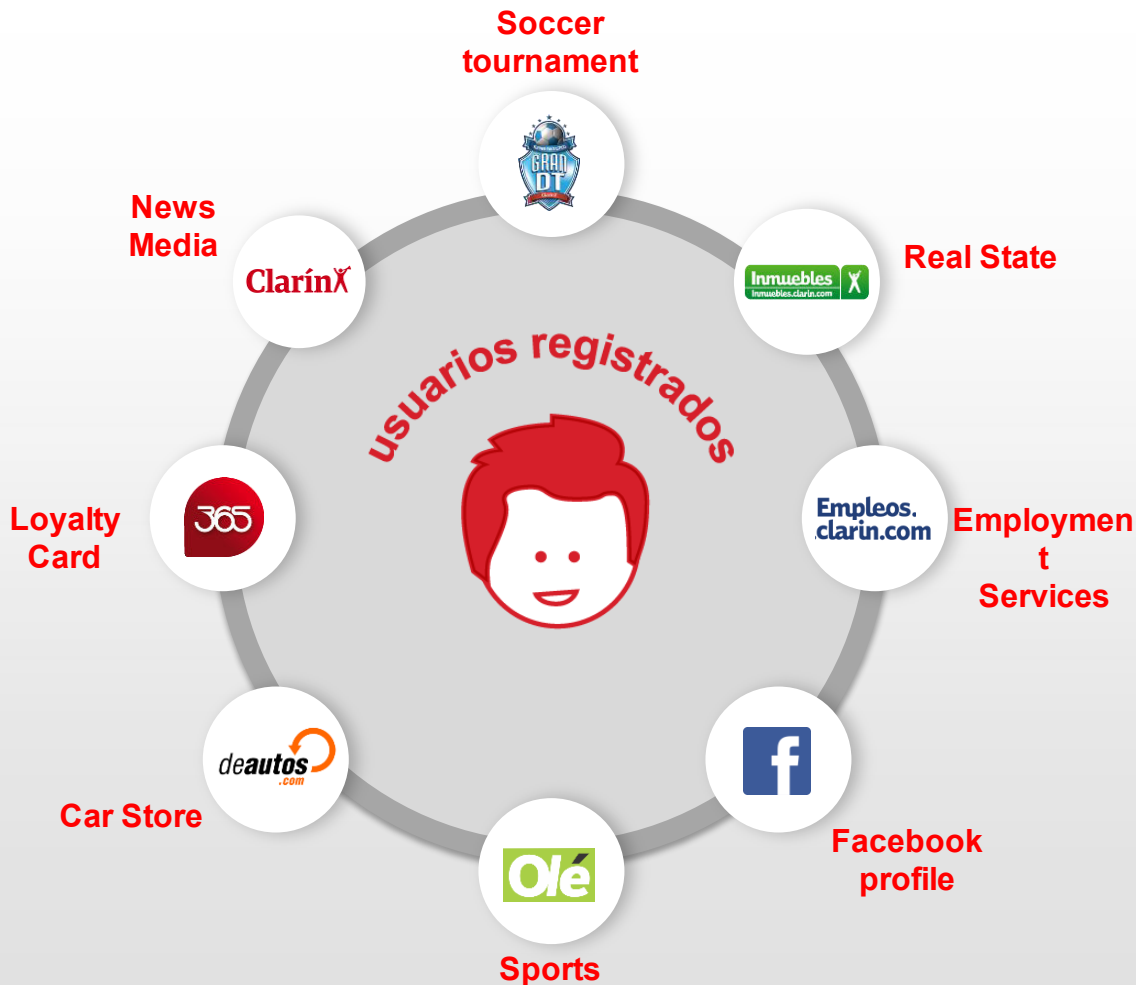 Soccer
tournament
GRAN
DT
News
Media
ClarínX
Inmuebles
Inmuebles.clarin.com
Real State
usuarios registrados
Loyalty
Card
365
Empleos.
.clarin.com
Employmen
t
Services
deautos
.com
Car Store
f
Facebook
profile
Olé
Sports